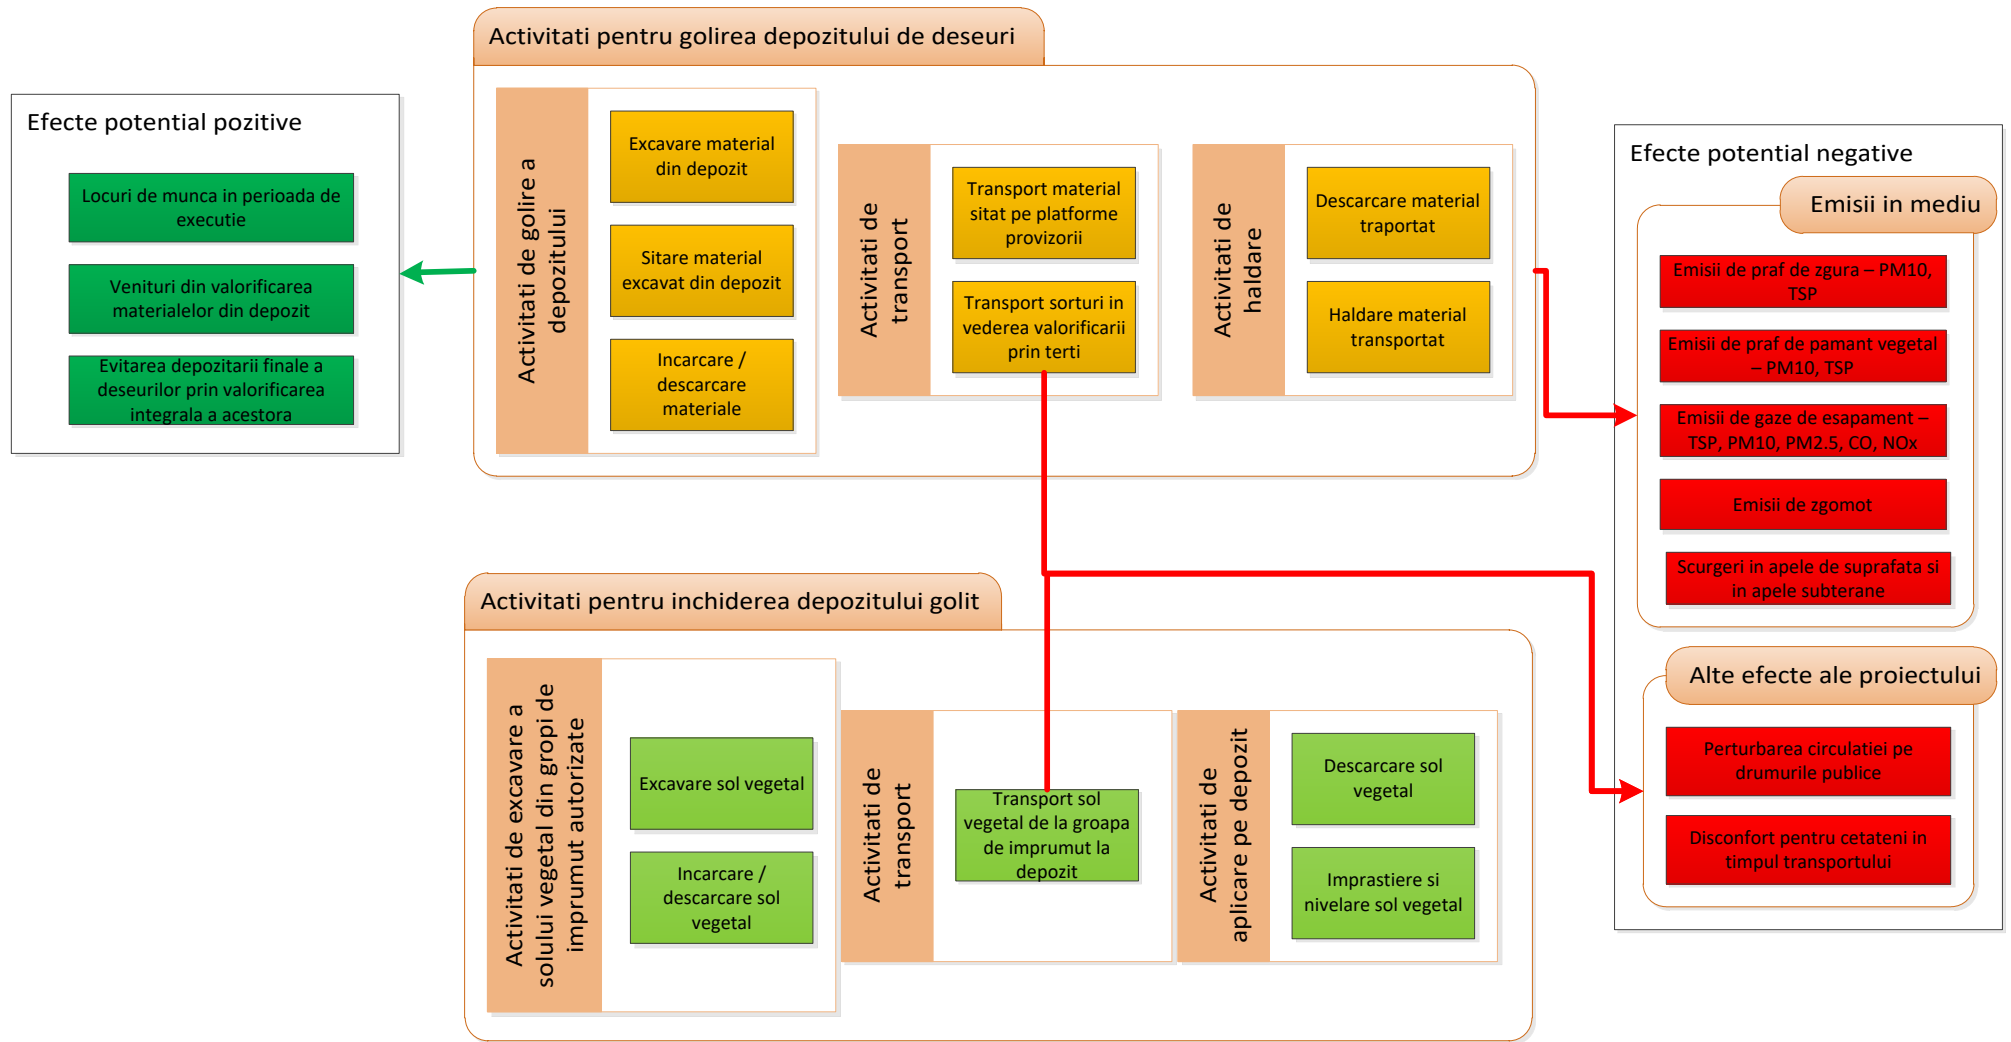 Activitati pentru golirea depozitului de deseuri
Efecte potential pozitive
Locuri de munca in perioada de
executie
Venituri din valorificarea
materialelor din depozit
Evitarea depozitarii finale a
deseurilor prin valorificarea
integrala a acestora
Activitati de golire a
depozitului
Excavare material
din depozit
Sitare material
excavat din depozit
Incarcare /
descarcare
materiale
Activitati de
transport
Transport material
sitat pe platforme
provizorii
Transport sorturi in
vederea valorificarii
prin terti
Activitati de
haldare
Descarcare material
traportat
Haldare material
transportat
Efecte potential negative
Emisii in mediu
Emisii de praf de zgura – PM10,
TSP
Emisii de praf de pamant vegetal
– PM10, TSP
Emisii de gaze de esapament –
TSP, PM10, PM2.5, CO, NOx
Emisii de zgomot
Scurgeri in apele de suprafata si
in apele subterane
Alte efecte ale proiectului
Perturbarea circulatiei pe
drumurile publice
Disconfort pentru cetateni in
timpul transportului
Activitati pentru inchiderea depozitului golit
Activitati de excavare a
solului vegetal din gropi de
imprumut autorizate
Excavare sol vegetal
Incarcare /
descarcare sol
vegetal
Activitati de
transport
Transport sol
vegetal de la groapa
de imprumut la
depozit
Activitati de
aplicare pe depozit
Descarcare sol
vegetal
Imprastiere si
nivelare sol vegetal